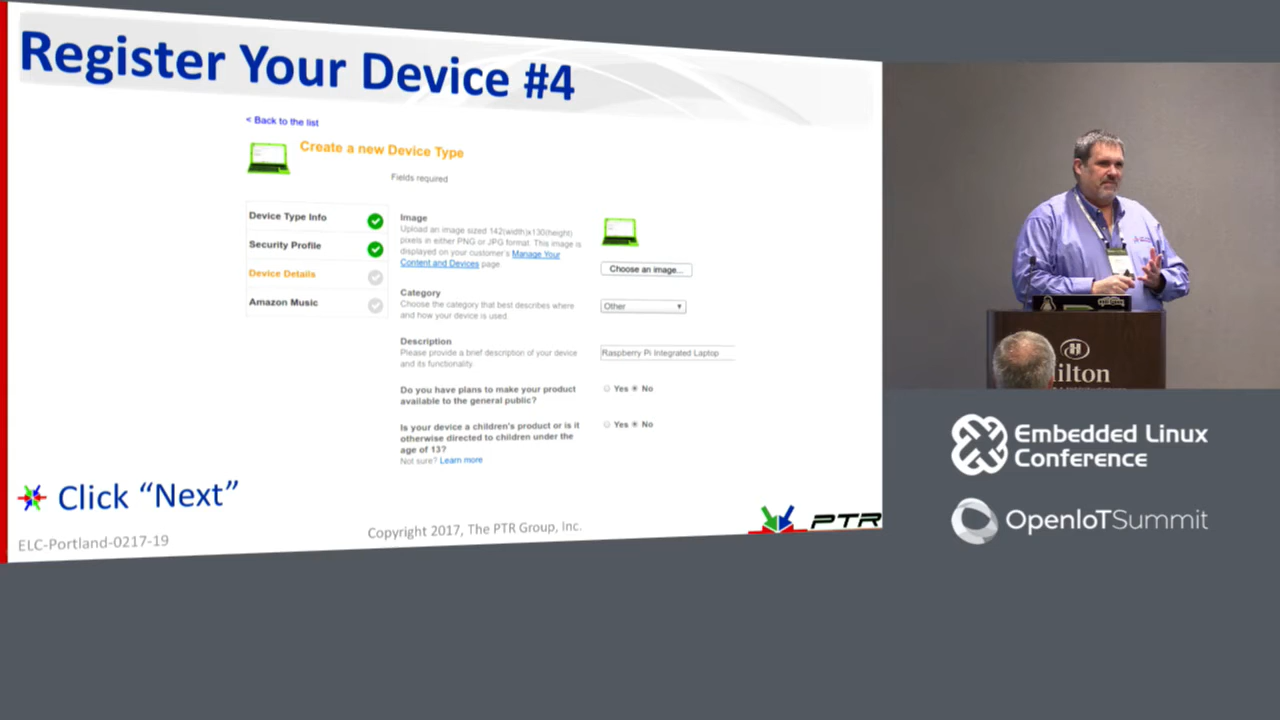 Register Your Device #4
< Back to the list
Create a new Device Type
Fields required
Device Type Info
Security Profile
Device Details
Amazon Music
Image
Upload an image sized 142(width)x130(height)
pixels in either PNG or JPG format. This image is
displayed on your customer's Manage Your
Content and Devices page.
Choose an image...
Category
Choose the category that best describes where
and how your device is used.
Other
Description
Please provide a brief description of your device
and its functionality.
Raspberry Pi Integrated Laptop
Do you have plans to make your product
available to the general public?
Yes No
Is your device a children's product or is it
otherwise directed to children under the
age of 13?
Not sure? Learn more
Yes No
Click “Next”
ELC-Portland-0217-19
Copyright 2017, The PTR Group, Inc.
PTR
H
ilton
Embedded Linux
Conference
OpenIoTSummit